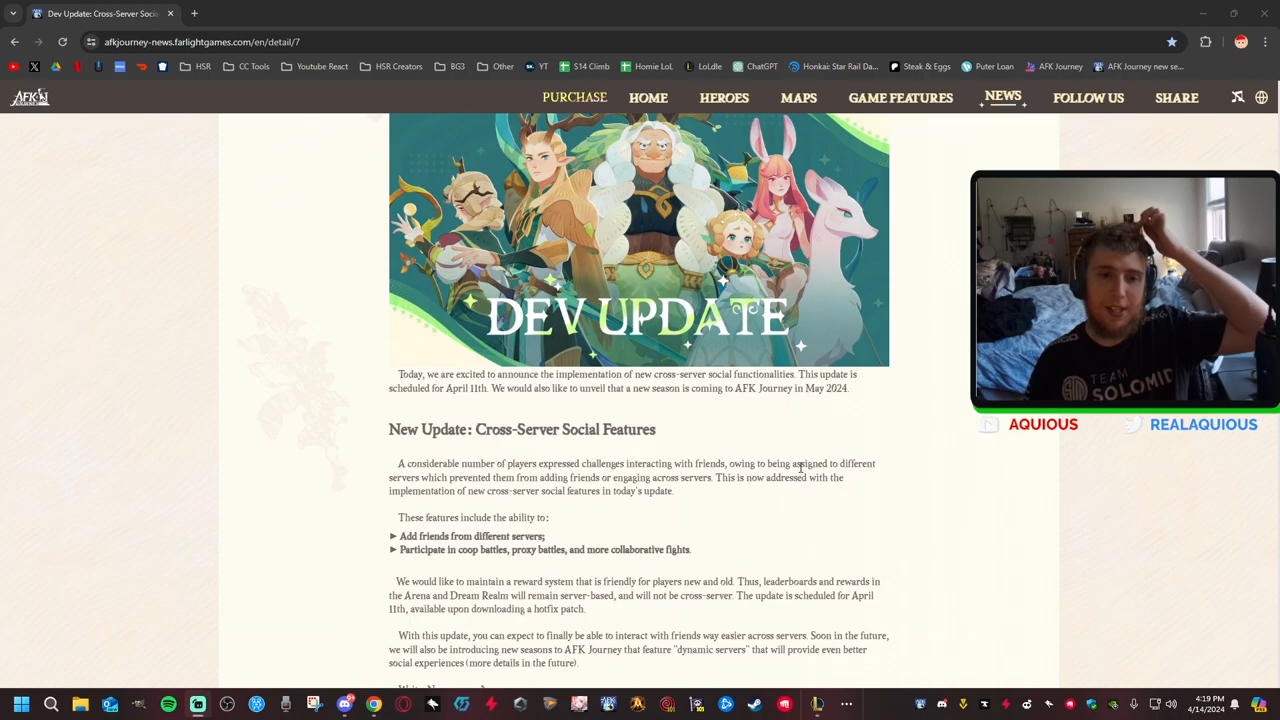 Dev Update: Cross-Server Soci
afkjourney-news.farlightgames.com/en/detail/7
HSR
CC Tools
Youtube React
HSR Creators
BG3
Other
YT
S14 Climb
Homie LoL
LoLdle
ChatGPT
Honkai: Star Rail Da...
Steak & Eggs
Puter Loan
AFK Journey
AFK Journey new se...
PURCHASE
HOME
HEROES
MAPS
GAME FEATURES
NEWS
FOLLOW US
SHARE
DEV UPDATE
Today, we are excited to announce the implementation of new cross-server social functionalities. This update is
scheduled for April 11th. We would also like to unveil that a new season is coming to AFK Journey in May 2024.
New Update: Cross-Server Social Features
A considerable number of players expressed challenges interacting with friends, owing to being assigned to different
servers which prevented them from adding friends or engaging across servers. This is now addressed with the
implementation of new cross-server social features in today's update.
These features include the ability to:
► Add friends from different servers;
► Participate in coop battles, proxy battles, and more collaborative fights.
We would like to maintain a reward system that is friendly for players new and old. Thus, leaderboards and rewards in
the Arena and Dream Realm will remain server-based, and will not be cross-server. The update is scheduled for April
11th, available upon downloading a hotfix patch.
With this update, you can expect to finally be able to interact with friends way easier across servers. Soon in the future,
we will also be introducing new seasons to AFK Journey that feature "dynamic servers" that will provide even better
social experiences (more details in the future).
TEAM
SOLOMID
AQUIOUS
REALAQUIOUS
4:19 PM
4/14/2024